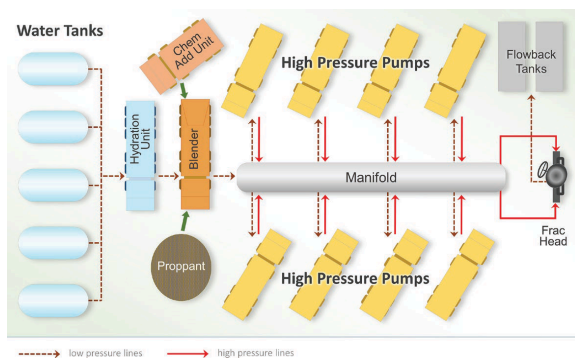 Water Tanks
Chem
Add Unit
High Pressure Pumps
Flowback
Tanks
Hydration
Unit
Blender
Manifold
Frac
Head
Proppant
High Pressure Pumps
low pressure lines
high pressure lines